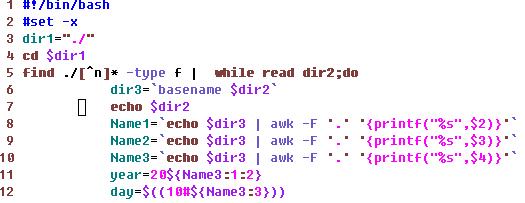 1 #!/bin/bash
2 #set -x
3 dir1="./"
4 cd $dir1
5 find ./[^n]* -type f |  while read dir2;do
6             dir3=`basename $dir2`
7             echo $dir2
8             Name1=`echo $dir3 | awk -F '.' '{printf("%s",$2)}'`
9             Name2=`echo $dir3 | awk -F '.' '{printf("%s",$3)}'`
10             Name3=`echo $dir3 | awk -F '.' '{printf("%s",$4)}'`
11             year=20${Name3:1:2}
12             day=$((10#${Name3:3}))